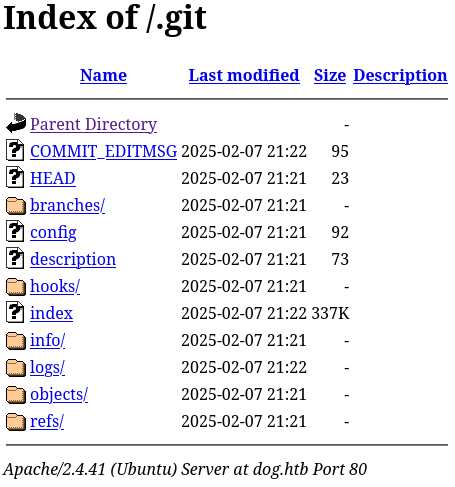 Index of /.git
Name Last modified Size Description
Parent Directory -
COMMIT_EDITMSG 2025-02-07 21:22 95
HEAD 2025-02-07 21:21 23
branches/ 2025-02-07 21:21 -
config 2025-02-07 21:21 92
description 2025-02-07 21:21 73
hooks/ 2025-02-07 21:21 -
index 2025-02-07 21:22 337K
info/ 2025-02-07 21:21 -
logs/ 2025-02-07 21:22 -
objects/ 2025-02-07 21:21 -
refs/ 2025-02-07 21:21 -
Apache/2.4.41 (Ubuntu) Server at dog.htb Port 80